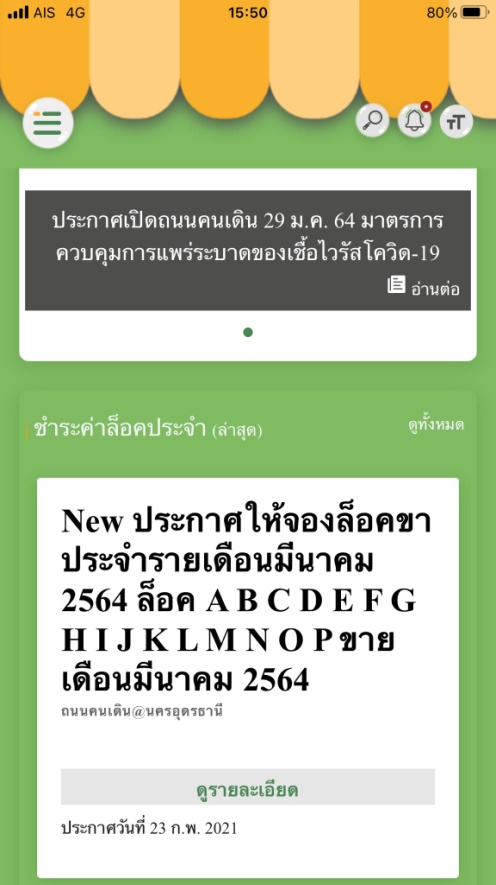 AIS 4G 15:50 80%
TT
ประกาศเปิดถนนคนเดิน 29 ม.ค. 64 มาตรการ
ควบคุมการแพร่ระบาดของเชื้อไวรัสโควิด-19
อ่านต่อ
ชำระค่าล็อคประจำ (ล่าสุด) ดูทั้งหมด
New ประกาศให้จองล็อคขา
ประจำรายเดือนมีนาคม
2564 ล็อค A B C D E F G
H I J K L M N O P ขาย
เดือนมีนาคม 2564
ถนนคนเดิน@นครอุดรธานี
ดูรายละเอียด
ประกาศวันที่ 23 ก.พ. 2021